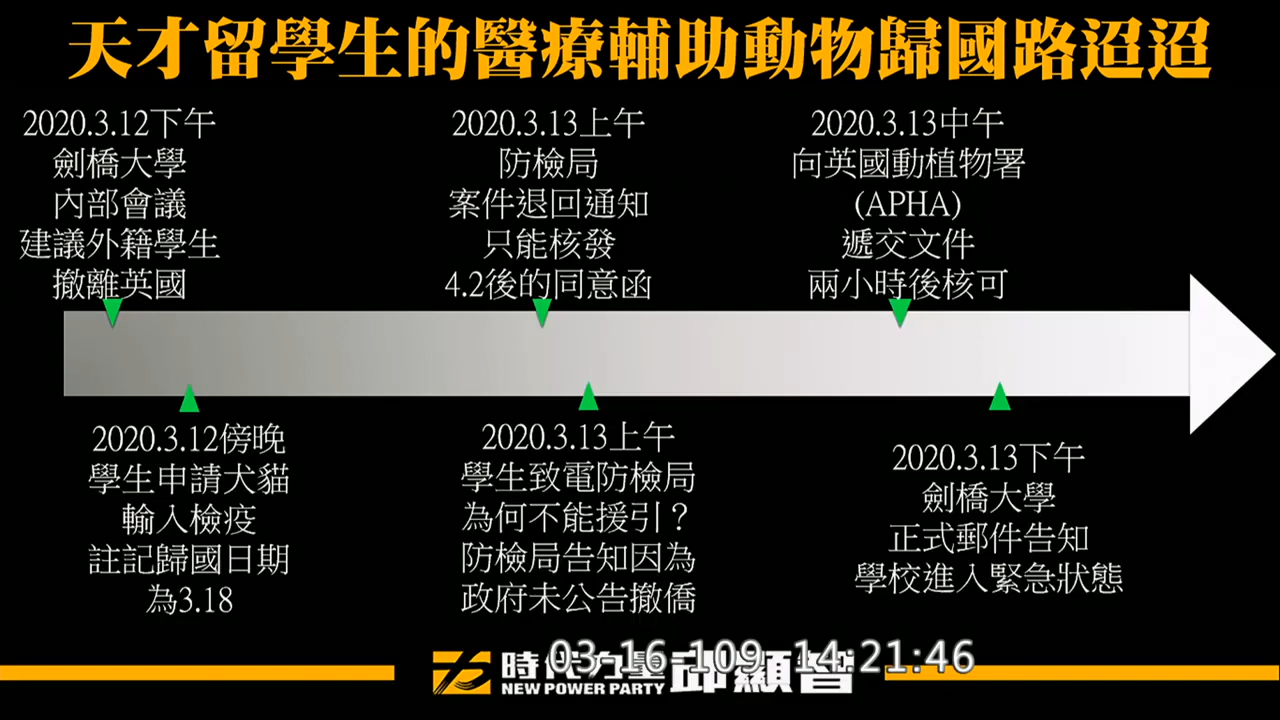 天才留學生的醫療輔助動物歸國路迢迢
2020.3.12下午
劍橋大學
內部會議
建議外籍學生
撤離英國
2020.3.13上午
防檢局
案件退回通知
只能核發
4.2後的同意函
2020.3.13中午
向英國動植物署
(APHA)
遞交文件
兩小時後核可
2020.3.12傍晚
學生申請犬貓
輸入檢疫
註記歸國日期
為3.18
2020.3.13上午
學生致電防檢局
為何不能援引？
防檢局告知因為
政府未公告撤僑
2020.3.13下午
劍橋大學
正式郵件告知
學校進入緊急狀態
時代力量
NEW POWER PARTY
邱顯智
03-16-109 14:21:46